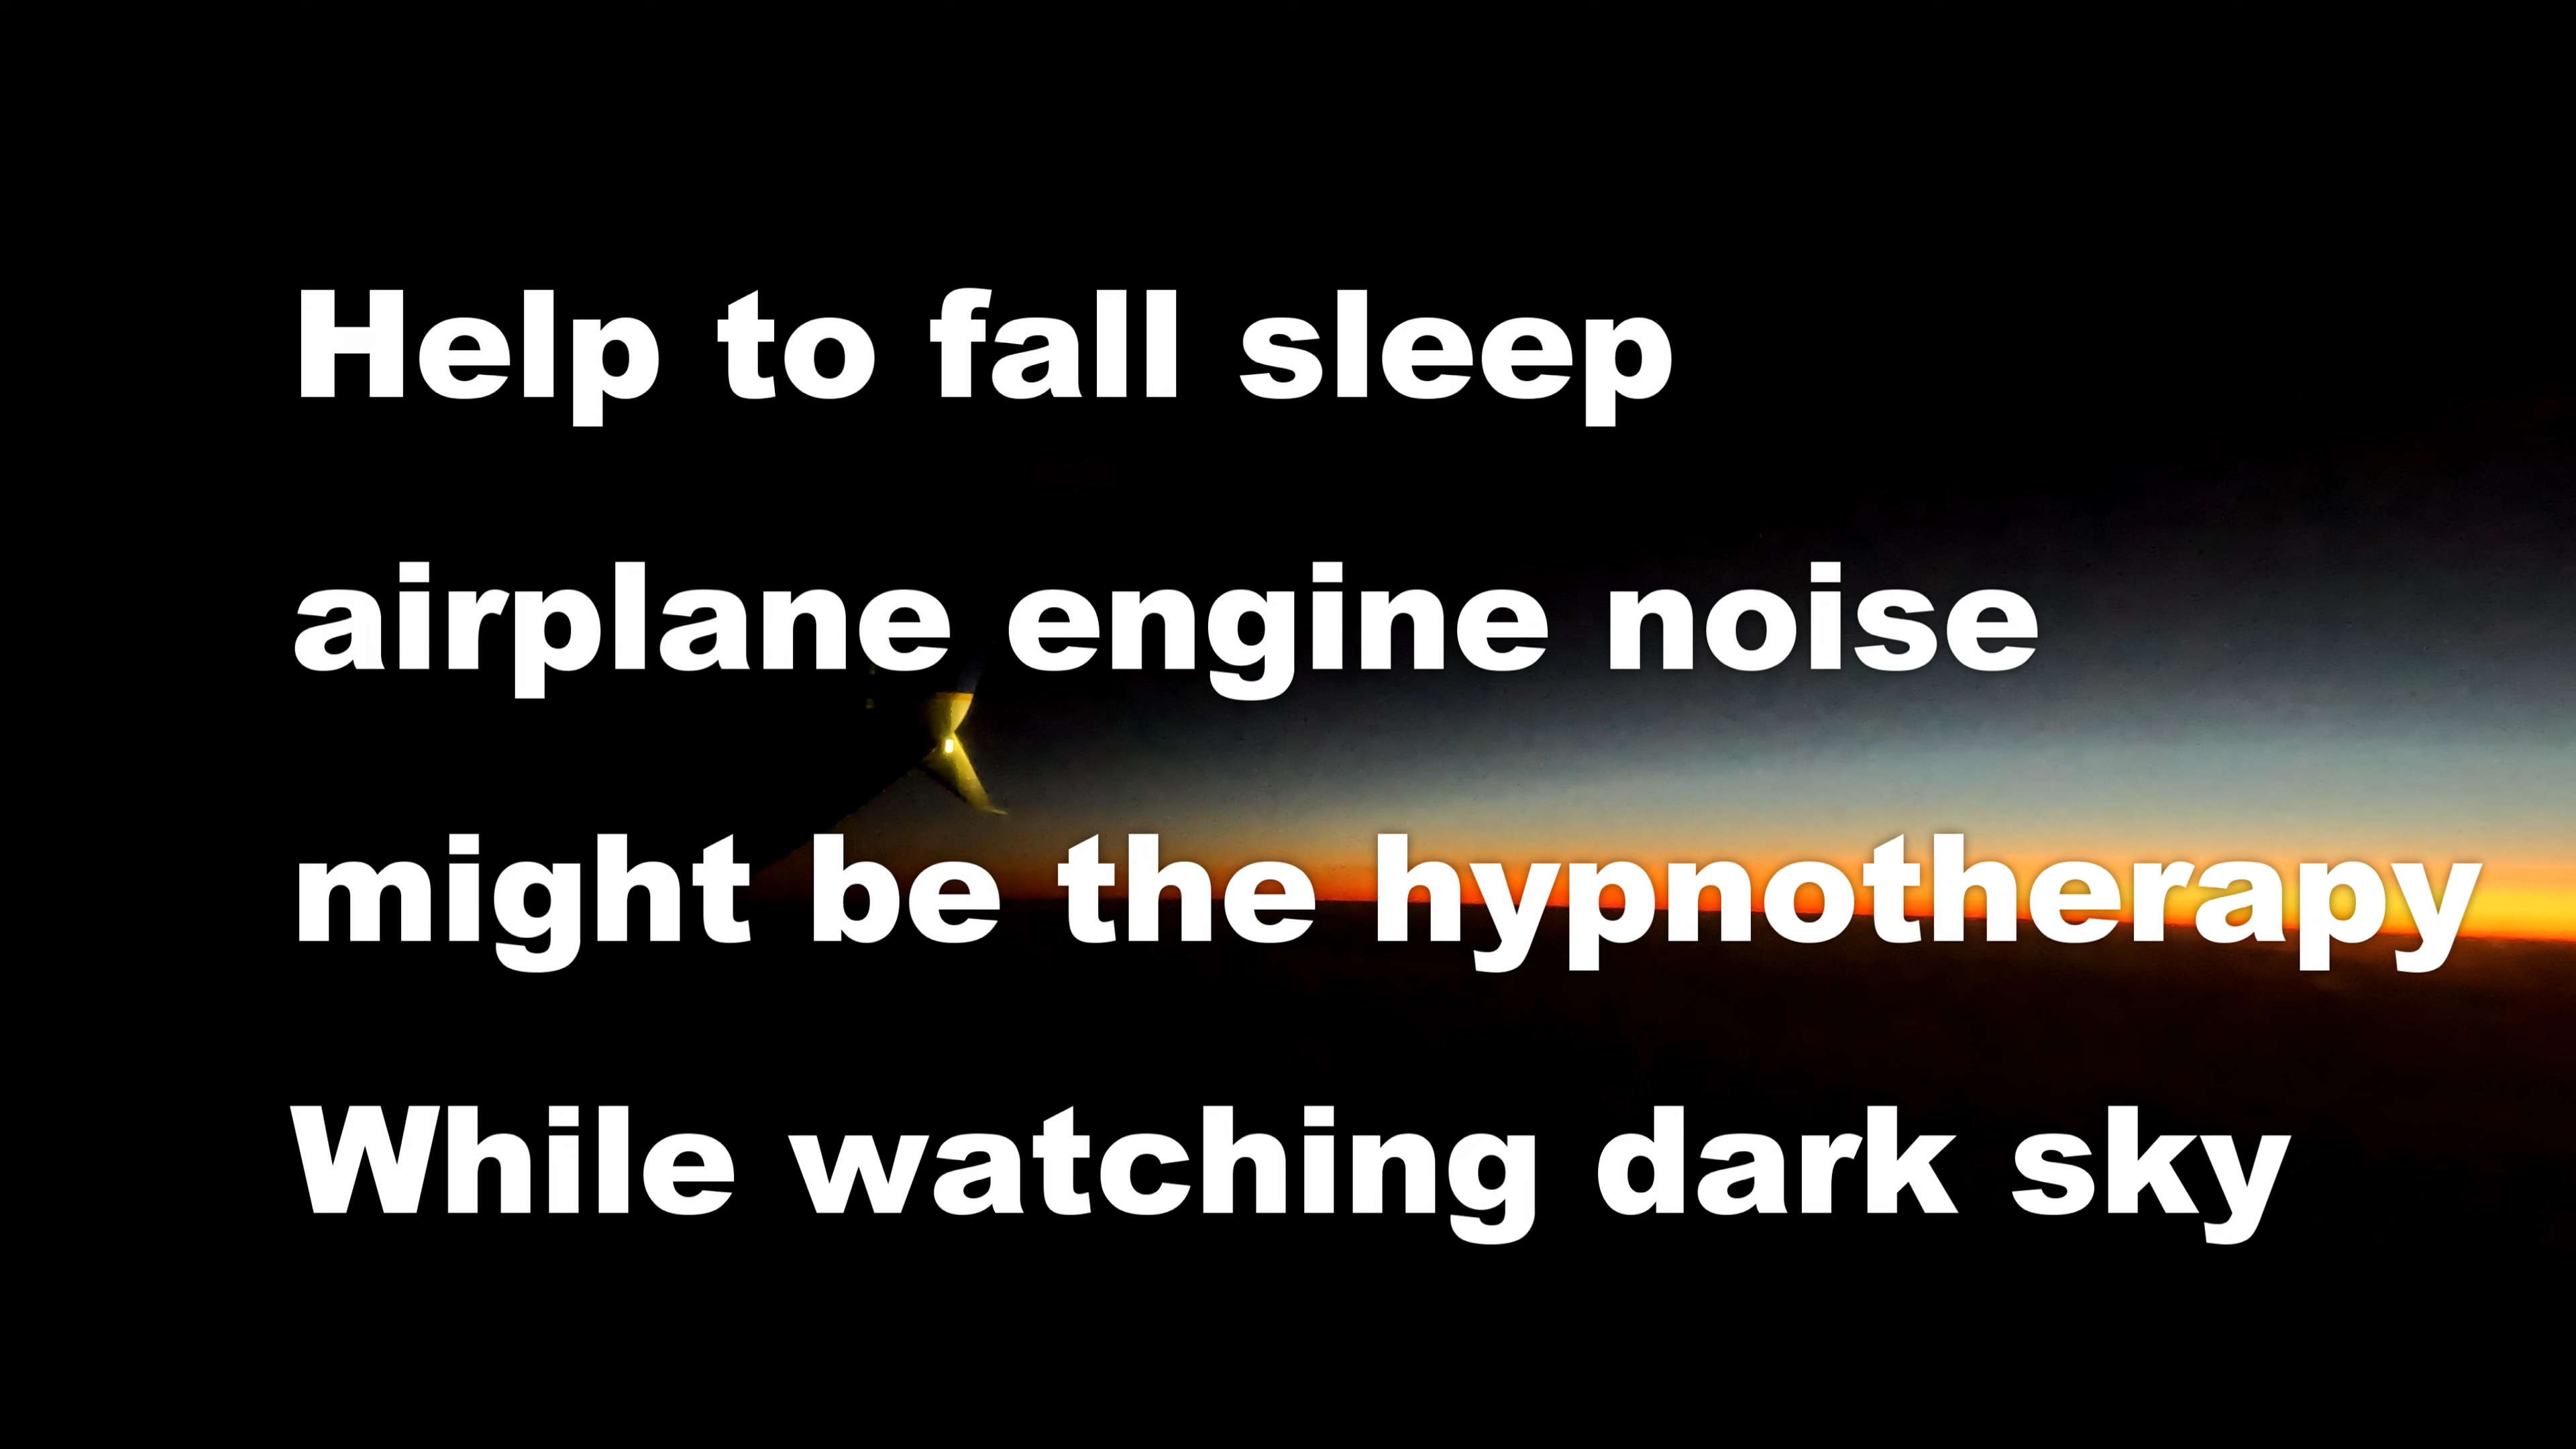 Help to fall sleep
airplane engine noise
might be the hypnotherapy
While watching dark sky